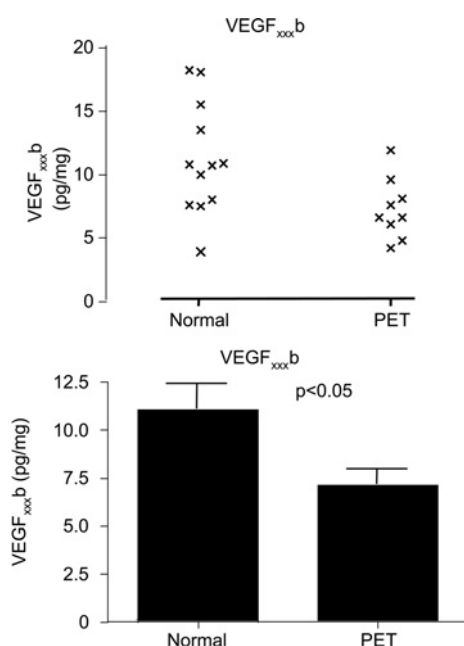 VEGFxxxb
20
15
10
5
0
VEGFxxxb
(pg/mg)
Normal PET
VEGFxxxb
12.5
10.0
7.5
5.0
2.5
0
VEGFxxxb (pg/mg)
p<0.05
Normal PET